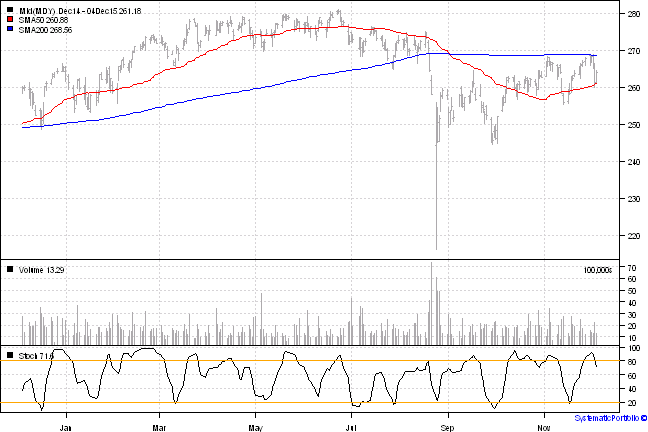 Mid(MDY) Dec14 - 04Dec15 261.18
SMA50 260.88
SMA200 268.56
280
270
260
250
240
230
220
Volume 13.29
100,000s
70
60
50
40
30
20
10
Stoch 71.6
100
80
60
40
20
Jan Mar May Jul Sep Nov
SystematicPortfolio ©